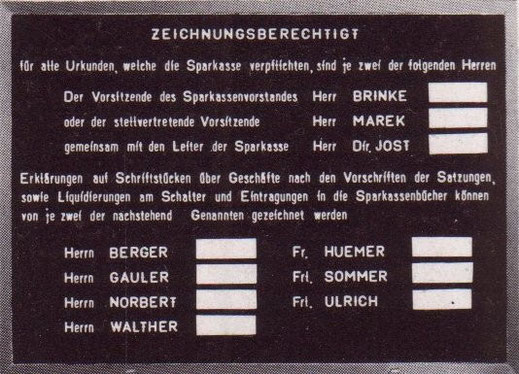 ZEICHNUNGSBERECHTIGT
für alle Urkunden, welche die Sparkasse verpflichten, sind je zwei der folgenden Herren
Der Vorsitzende des Sparkassenvorstandes Herr BRINKE
oder der stellvertretende Vorsitzende Herr MAREK
gemeinsam mit den Leiter der Sparkasse Herr Dir. JOST
Erklärungen auf Schriftstücken über Geschäfte nach den Vorschriften der Satzungen,
sowie Liquidierungen am Schalter und Eintragungen in die Sparkassenbücher können
von je zwei der nachstehend Genannten gezeichnet werden
Herrn BERGER Fr. HUEMER
Herrn GAULER Frl. SOMMER
Herrn NORBERT Frl. ULRICH
Herrn WALTHER